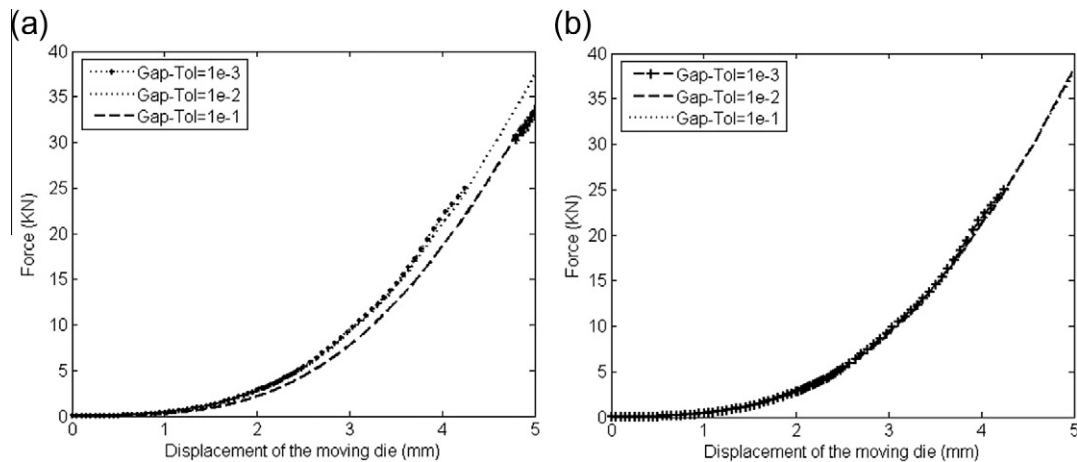 (a)
40
35
30
25
20
15
10
5
0
Force (KN)
Gap-Tol=1e-3
Gap-Tol=1e-2
Gap-Tol=1e-1
0 1 2 3 4 5
Displacement of the moving die (mm)
(b)
40
35
30
25
20
15
10
5
0
Force (KN)
Gap-Tol=1e-3
Gap-Tol=1e-2
Gap-Tol=1e-1
0 1 2 3 4 5
Displacement of the moving die (mm)